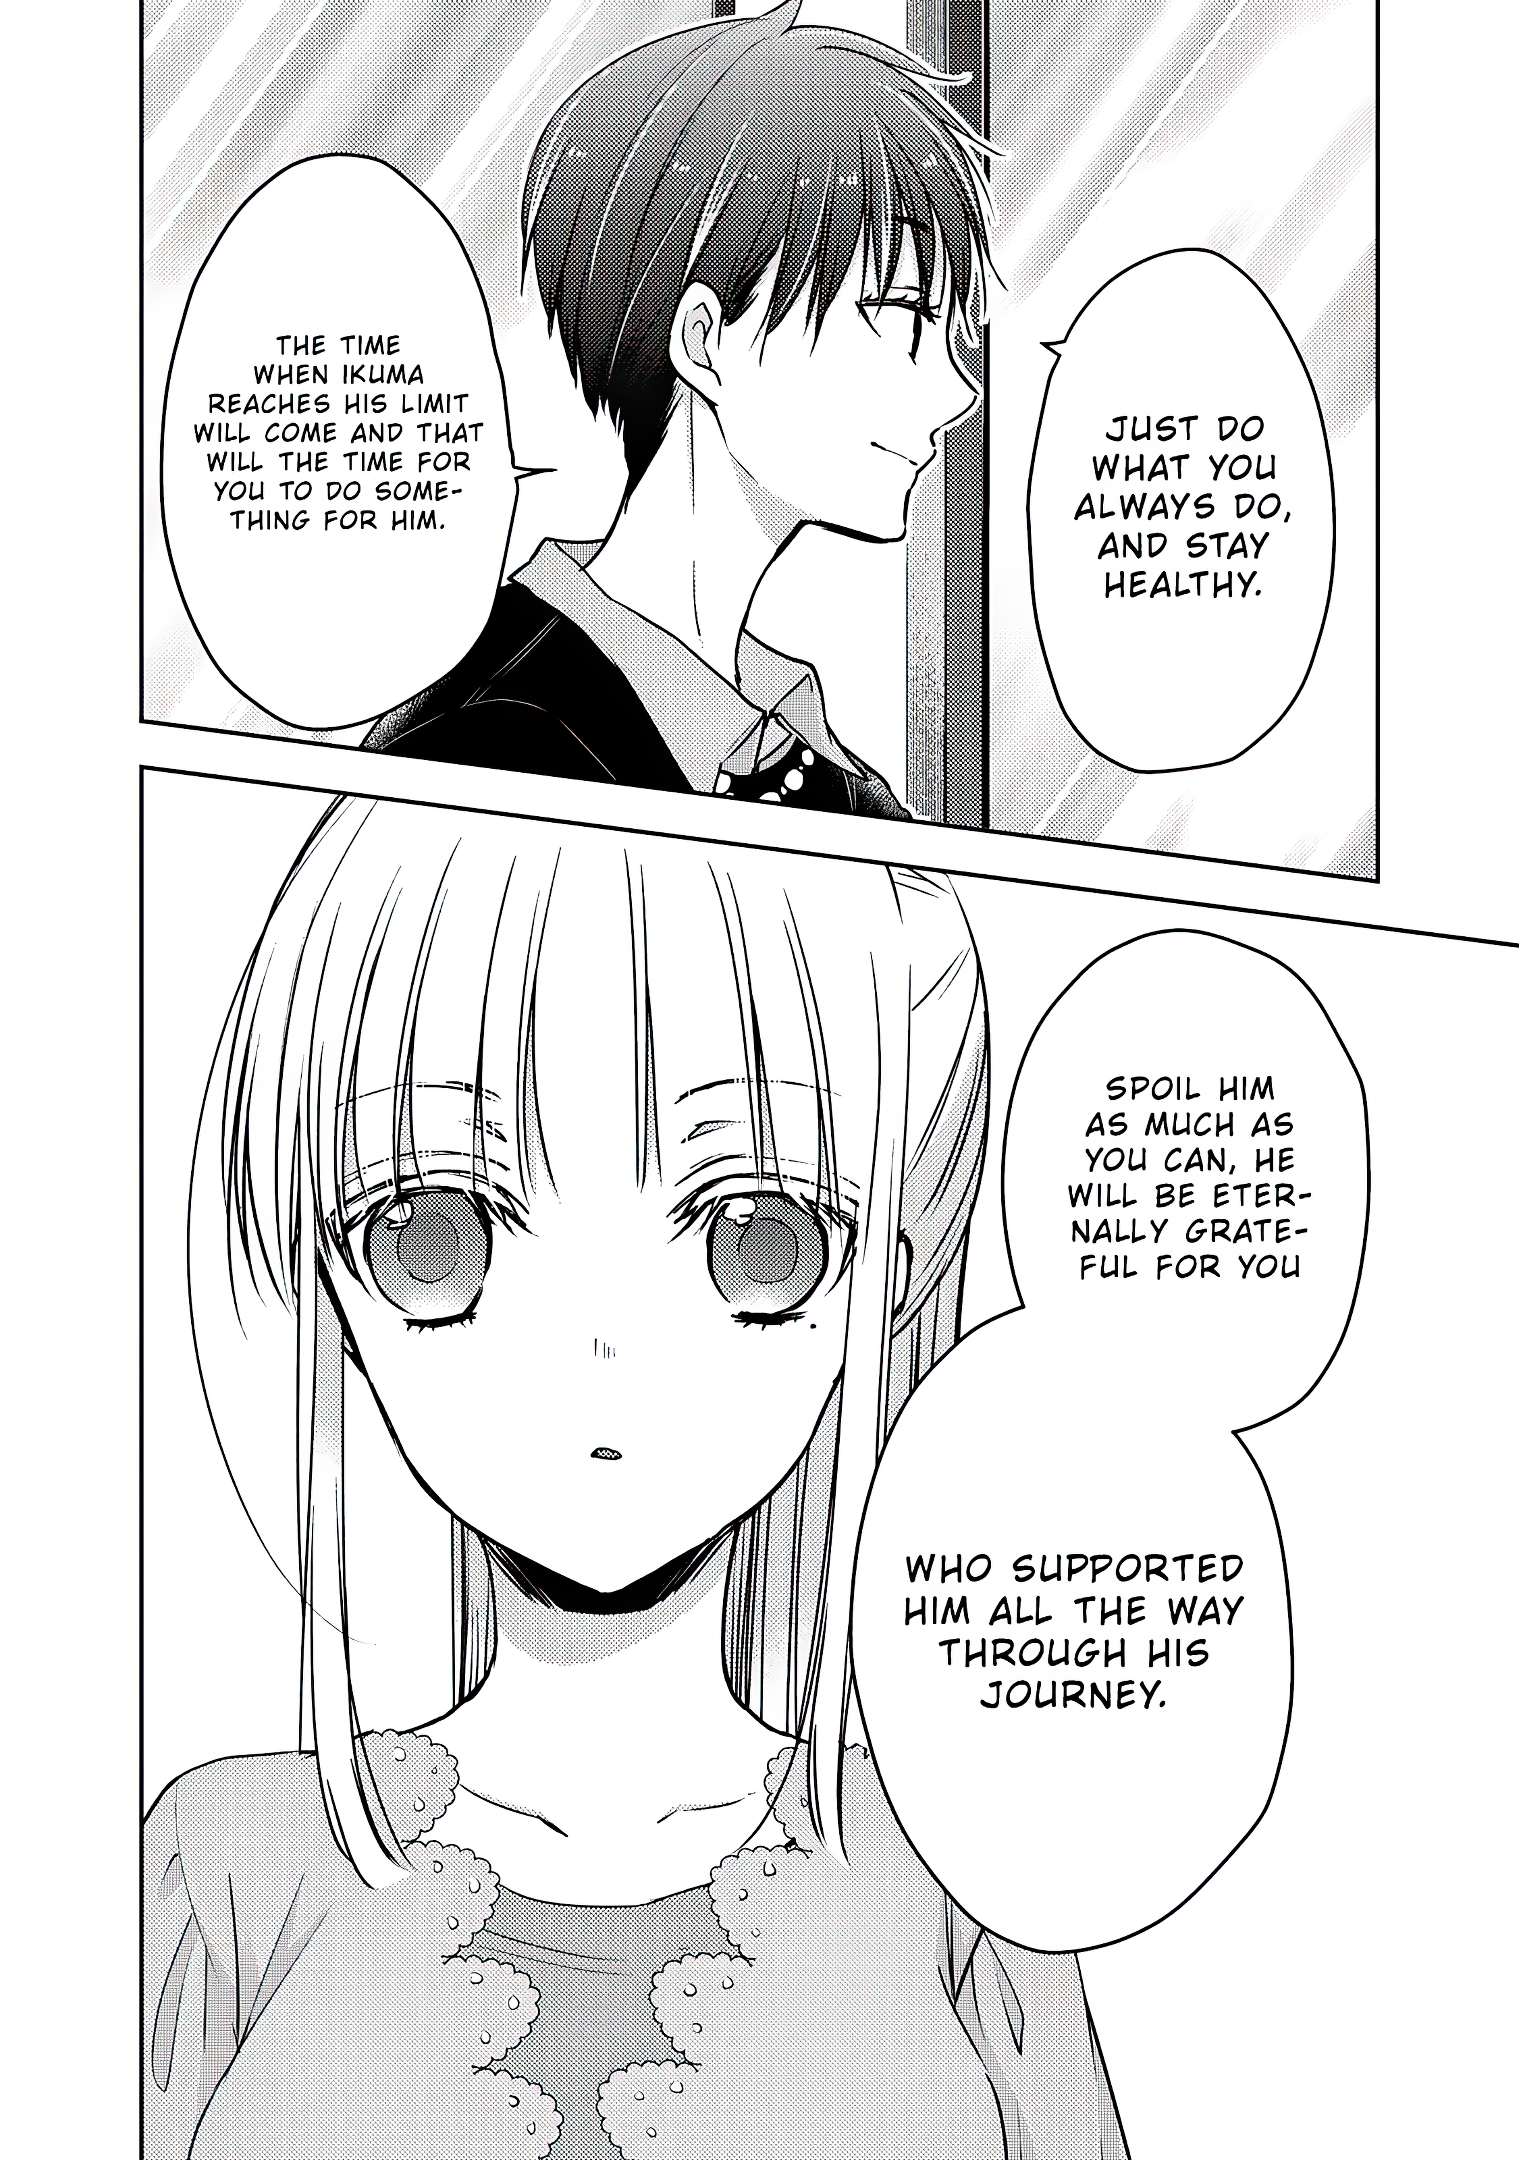 JUST DO
WHAT YOU
ALWAYS DO,
AND STAY
HEALTHY.
THE TIME
WHEN IKUMA
REACHES HIS LIMIT
WILL COME AND THAT
WILL THE TIME FOR
YOU TO DO SOME-
THING FOR HIM.
SPOIL HIM
AS MUCH AS
YOU CAN, HE
WILL BE ETER-
NALLY GRATE-
FUL FOR YOU
WHO SUPPORTED
HIM ALL THE WAY
THROUGH HIS
JOURNEY.